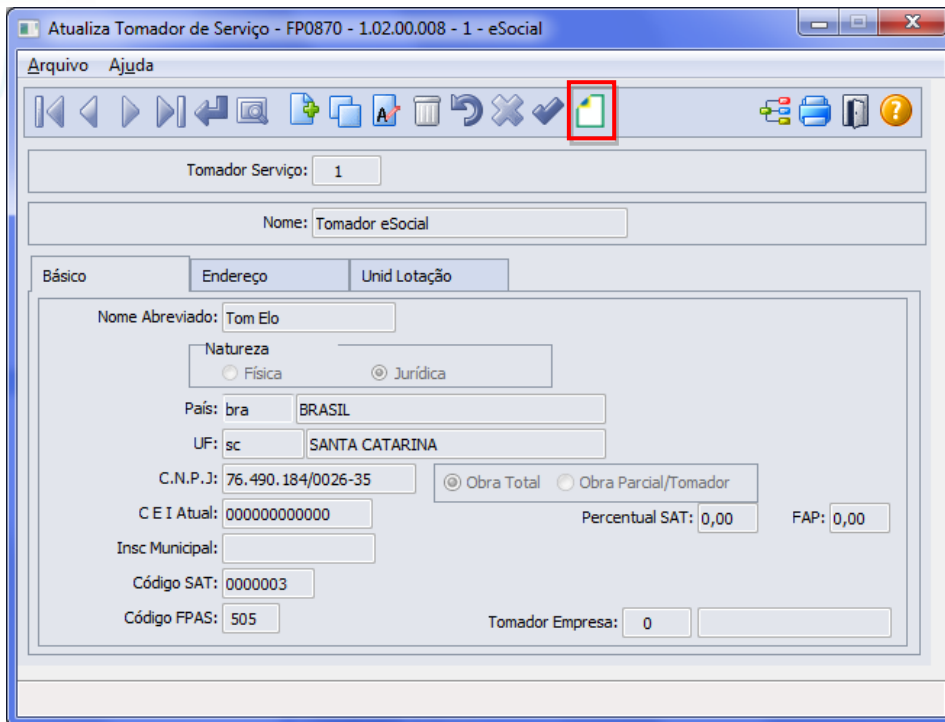 Atualiza Tomador de Serviço - FP0870 - 1.02.00.008 - 1 - eSocial
Arquivo Ajuda
Tomador Serviço: 1
Nome: Tomador eSocial
Básico Endereço Unid Lotação
Nome Abreviado: Tom Elo
Natureza
Física Jurídica
País: bra BRASIL
UF: sc SANTA CATARINA
C.N.P.J: 76.490.184/0026-35 Obra Total Obra Parcial/Tomador
C E I Atual: 000000000000 Percentual SAT: 0,00 FAP: 0,00
Insc Municipal:
Código SAT: 0000003
Código FPAS: 505 Tomador Empresa: 0